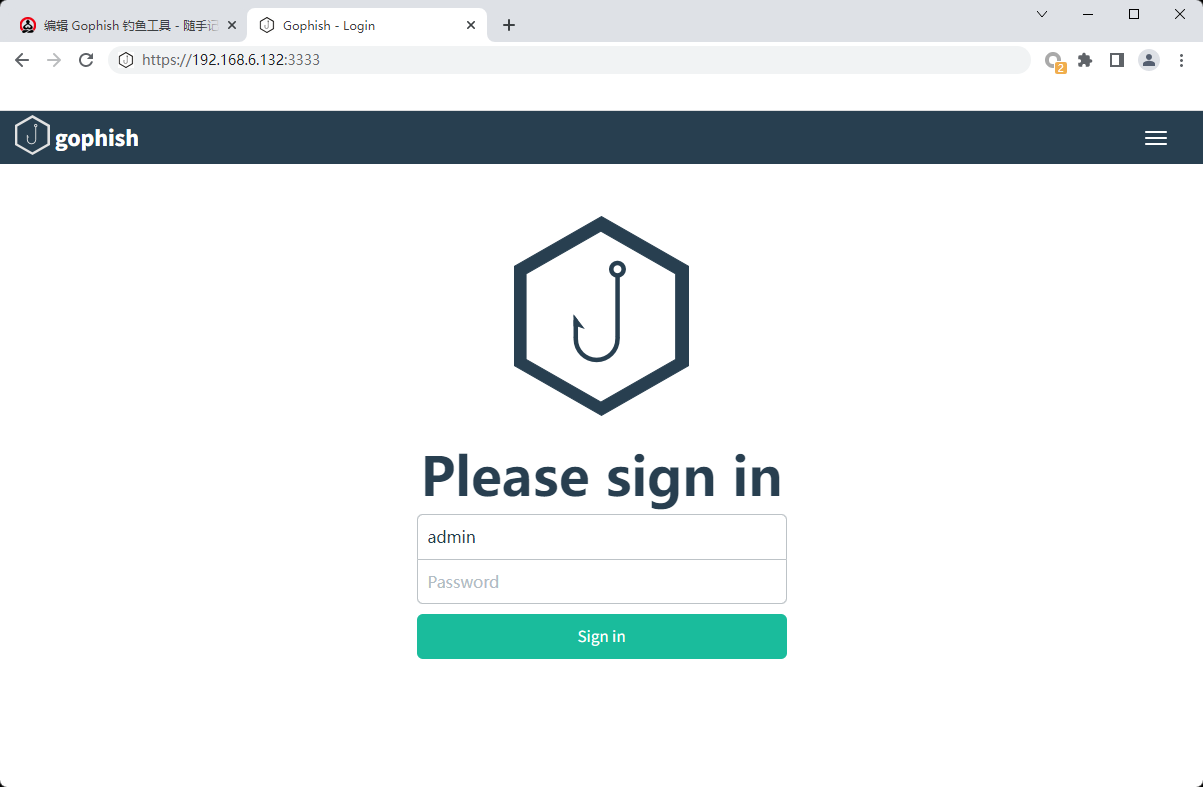 编辑 Gophish 钓鱼工具 - 随手记
Gophish - Login
https://192.168.6.132:3333
2
gophish
Please sign in
admin
Password
Sign in